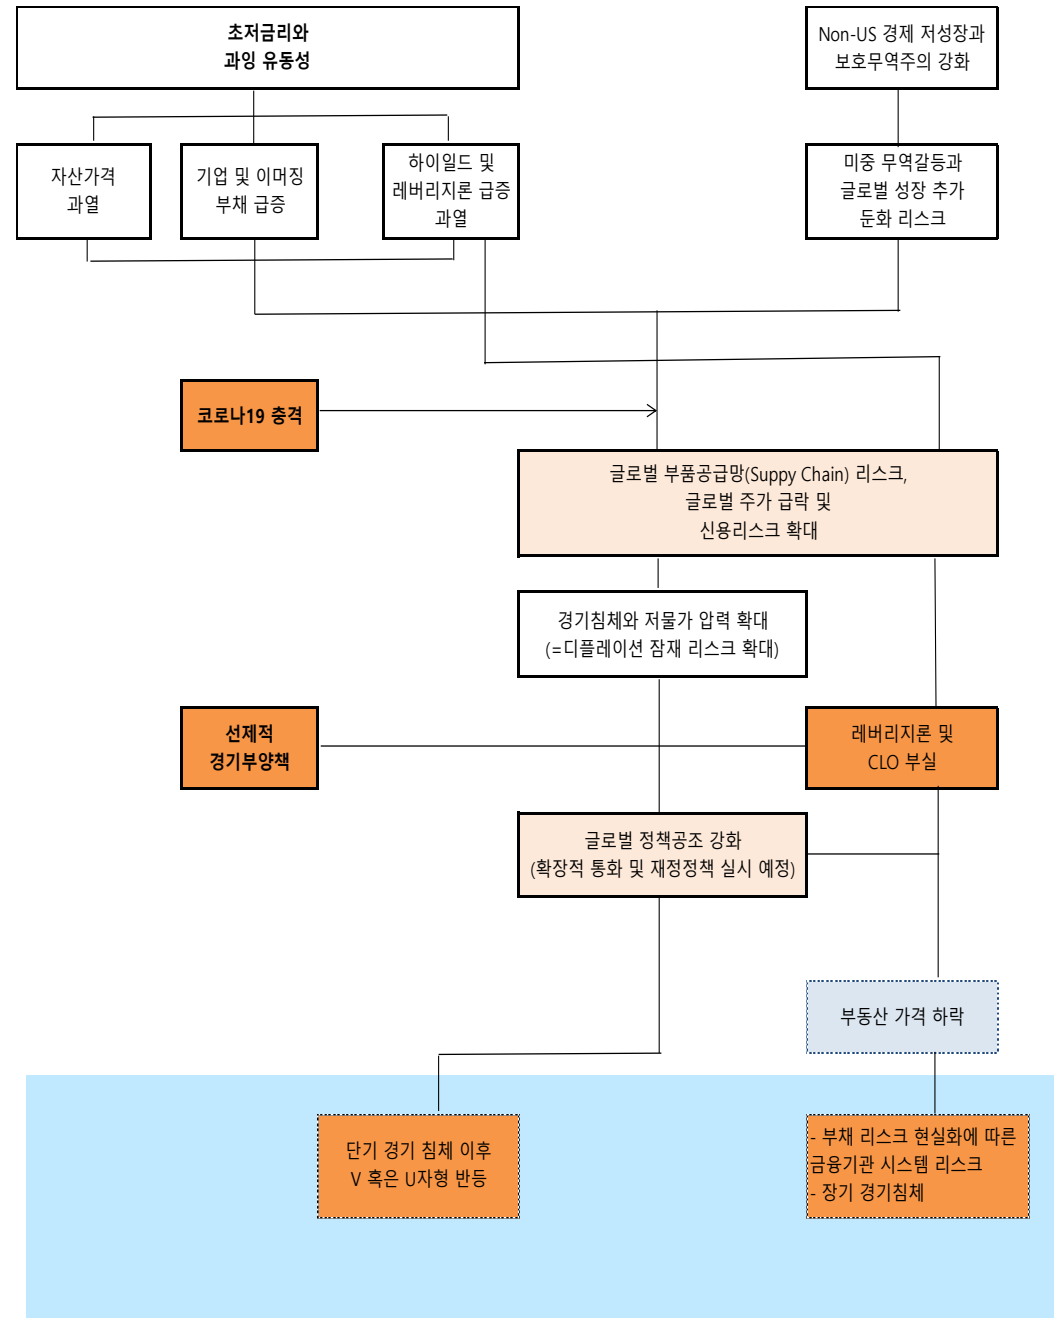 초저금리와
과잉 유동성
Non-US 경제 저성장과
보호무역주의 강화
자산가격
과열
기업 및 이머징
부채 급증
하이일드 및
레버리지론 급증
과열
미중 무역갈등과
글로벌 성장 추가
둔화 리스크
코로나19 충격
글로벌 부품공급망(Suppy Chain) 리스크,
글로벌 주가 급락 및
신용리스크 확대
경기침체와 저물가 압력 확대
(=디플레이션 잠재 리스크 확대)
선제적
경기부양책
레버리지론 및
CLO 부실
글로벌 정책공조 강화
(확장적 통화 및 재정정책 실시 예정)
부동산 가격 하락
단기 경기 침체 이후
V 혹은 U자형 반등
- 부채 리스크 현실화에 따른
금융기관 시스템 리스크
- 장기 경기침체